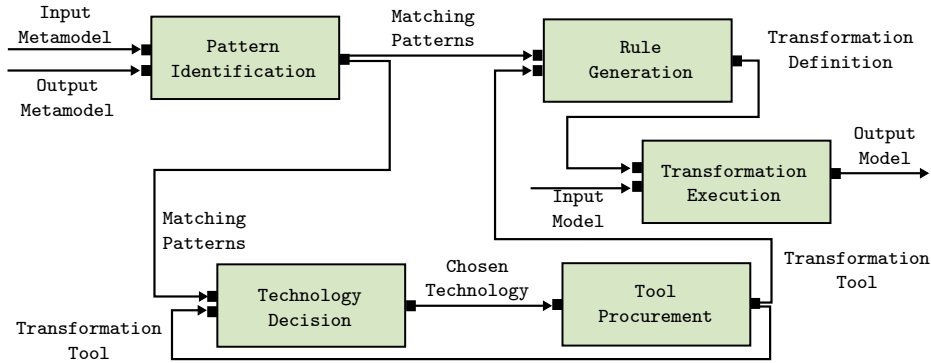 Input
Metamodel
Output
Metamodel
Pattern
Identification
Matching
Patterns
Rule
Generation
Transformation
Definition
Transformation
Execution
Input
Model
Output
Model
Matching
Patterns
Technology
Decision
Chosen
Technology
Tool
Procurement
Transformation
Tool
Transformation
Tool